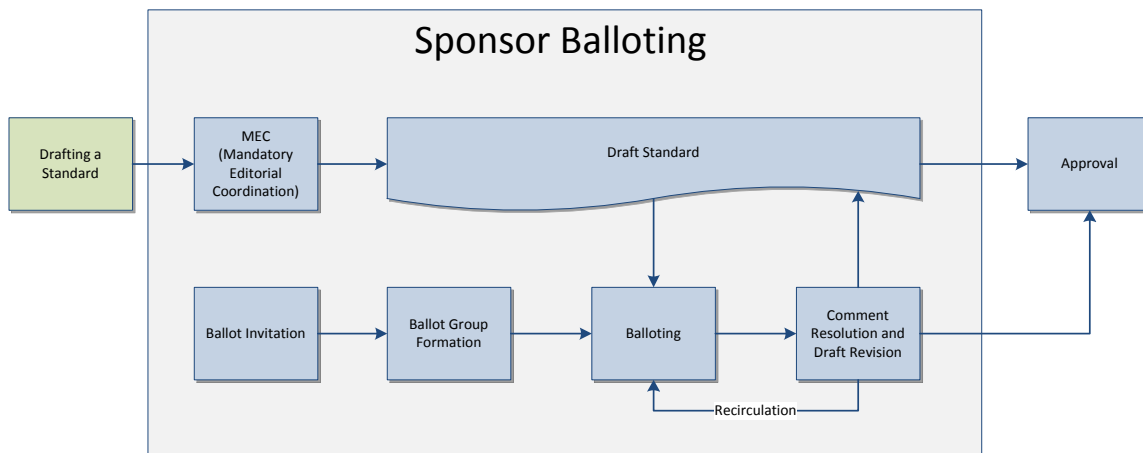 Sponsor Balloting
Drafting a
Standard
MEC
(Mandatory
Editorial
Coordination)
Draft Standard
Approval
Ballot Invitation
Ballot Group
Formation
Balloting
Comment
Resolution and
Draft Revision
Recirculation